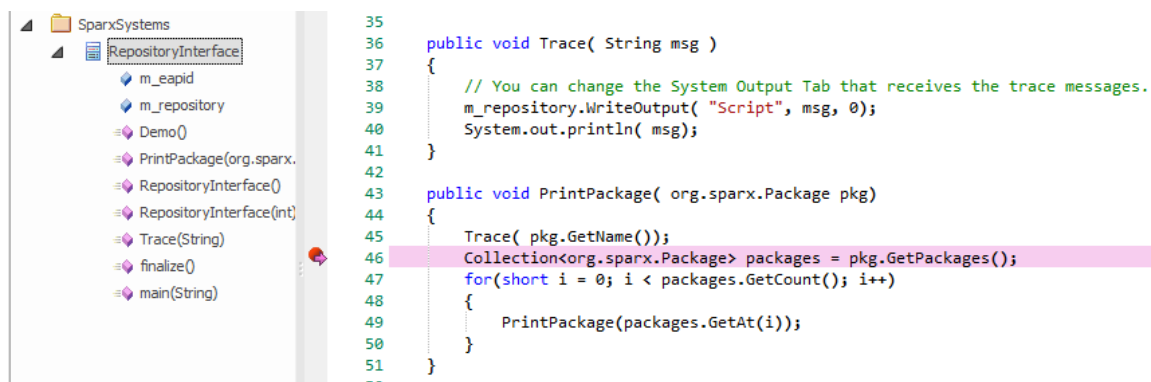 SparxSystems
RepositoryInterface
m_eapid
m_repository
Demo()
PrintPackage(org.sparx.
RepositoryInterface()
RepositoryInterface(int)
Trace(String)
finalize()
main(String)
35
36 public void Trace( String msg )
37 {
38 // You can change the System Output Tab that receives the trace messages.
39 m_repository.WriteOutput( "Script", msg, 0);
40 System.out.println( msg);
41 }
42
43 public void PrintPackage( org.sparx.Package pkg)
44 {
45 Trace( pkg.GetName());
46 Collection<org.sparx.Package> packages = pkg.GetPackages();
47 for(short i = 0; i < packages.GetCount(); i++)
48 {
49 PrintPackage(packages.GetAt(i));
50 }
51 }